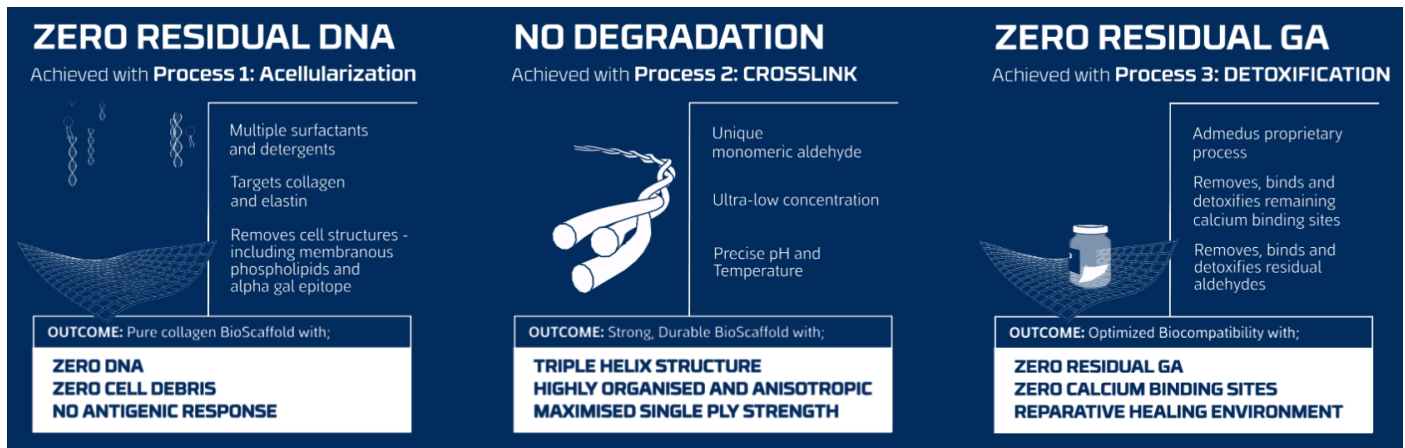 ZERO RESIDUAL DNA
Achieved with Process 1: Acellularization
Multiple surfactants
and detergents
Targets collagen
and elastin
Removes cell structures -
including membranous
phospholipids and
alpha gal epitope
OUTCOME: Pure collagen BioScaffold with;
ZERO DNA
ZERO CELL DEBRIS
NO ANTIGENIC RESPONSE
NO DEGRADATION
Achieved with Process 2: CROSSLINK
Unique
monomeric aldehyde
Ultra-low concentration
Precise pH and
Temperature
OUTCOME: Strong, Durable BioScaffold with;
TRIPLE HELIX STRUCTURE
HIGHLY ORGANISED AND ANISOTROPIC
MAXIMISED SINGLE PLY STRENGTH
ZERO RESIDUAL GA
Achieved with Process 3: DETOXIFICATION
Admedus proprietary
process
Removes, binds and
detoxifies remaining
calcium binding sites
Removes, binds and
detoxifies residual
aldehydes
OUTCOME: Optimized Biocompatibility with;
ZERO RESIDUAL GA
ZERO CALCIUM BINDING SITES
REPARATIVE HEALING ENVIRONMENT